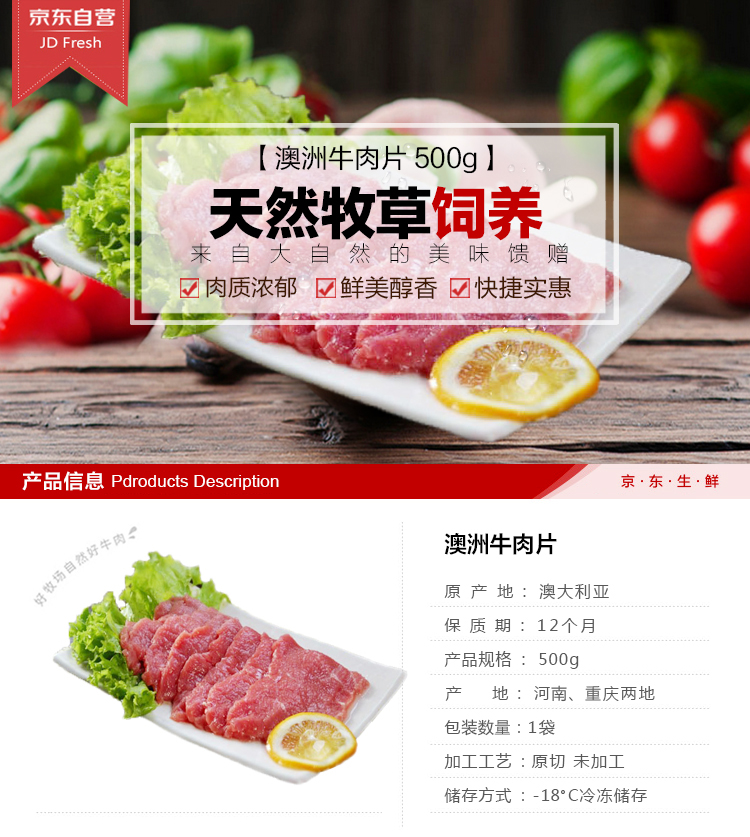 京东自营
JD Fresh
【 澳洲牛肉片 500g 】
天然牧草饲养
来自大自然的美味馈赠
肉质浓郁 鲜美醇香 快捷实惠
产品信息 Pdroducts Description
京·东·生·鲜
好牧场自然好牛肉
澳洲牛肉片
原产地：澳大利亚
保质期：12个月
产品规格：500g
产地：河南、重庆两地
包装数量：1袋
加工工艺：原切 未加工
储存方式：-18°C冷冻储存